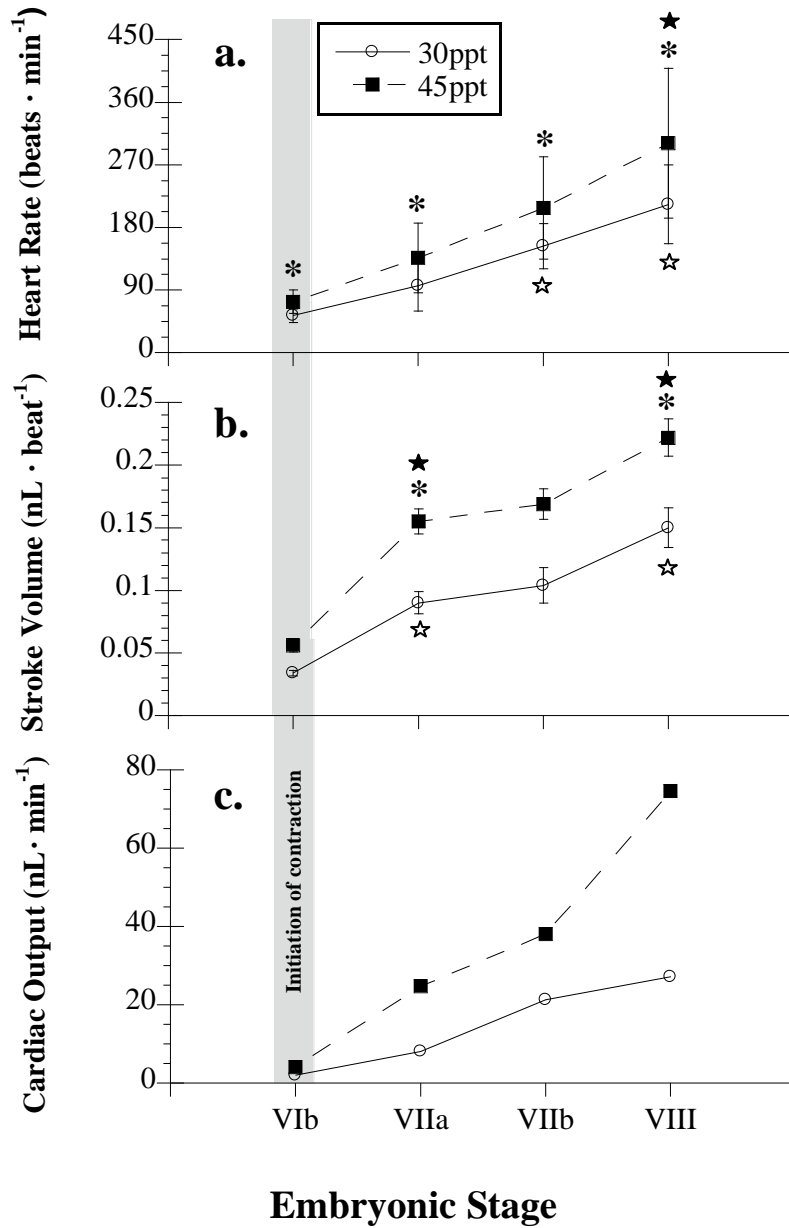 a.
30ppt
45ppt
Heart Rate (beats · min⁻¹)
450
360
270
180
90
0
*
*
*
★
*
☆
☆
b.
Stroke Volume (nL · beat⁻¹)
0.25
0.2
0.15
0.1
0.05
0
★
*
★
*
☆
☆
c.
Cardiac Output (nL · min⁻¹)
80
60
40
20
0
Initiation of contraction
VIb VIIa VIIb VIII
Embryonic Stage